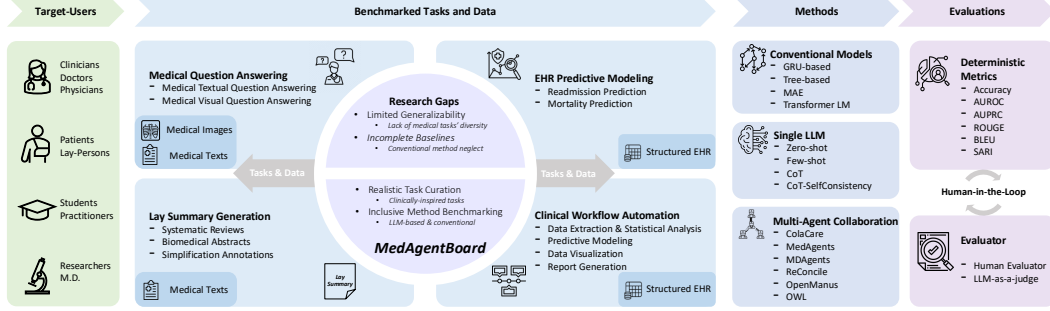 Target-Users
Benchmarked Tasks and Data
Methods
Evaluations
Clinicians
Doctors
Physicians
Patients
Lay-Persons
Students
Practitioners
Researchers
M.D.
Medical Question Answering
- Medical Textual Question Answering
- Medical Visual Question Answering
Medical Images
Medical Texts
Lay Summary Generation
- Systematic Reviews
- Biomedical Abstracts
- Simplification Annotations
Medical Texts
Lay
Summary
Tasks & Data
Research Gaps
• Limited Generalizability
• Lack of medical tasks' diversity
• Incomplete Baselines
• Conventional method neglect
• Realistic Task Curation
• Clinically-inspired tasks
• Inclusive Method Benchmarking
• LLM-based & conventional
MedAgentBoard
Tasks & Data
EHR Predictive Modeling
- Readmission Prediction
- Mortality Prediction
Structured EHR
Clinical Workflow Automation
- Data Extraction & Statistical Analysis
- Predictive Modeling
- Data Visualization
- Report Generation
Structured EHR
Conventional Models
- GRU-based
- Tree-based
- MAE
- Transformer LM
Single LLM
- Zero-shot
- Few-shot
- CoT
- CoT-SelfConsistency
Multi-Agent Collaboration
- ColaCare
- MedAgents
- MDAgents
- ReConcile
- OpenManus
- OWL
Deterministic
Metrics
- Accuracy
- AUROC
- AUPRC
- ROUGE
- BLEU
- SARI
Human-in-the-Loop
Evaluator
- Human Evaluator
- LLM-as-a-judge